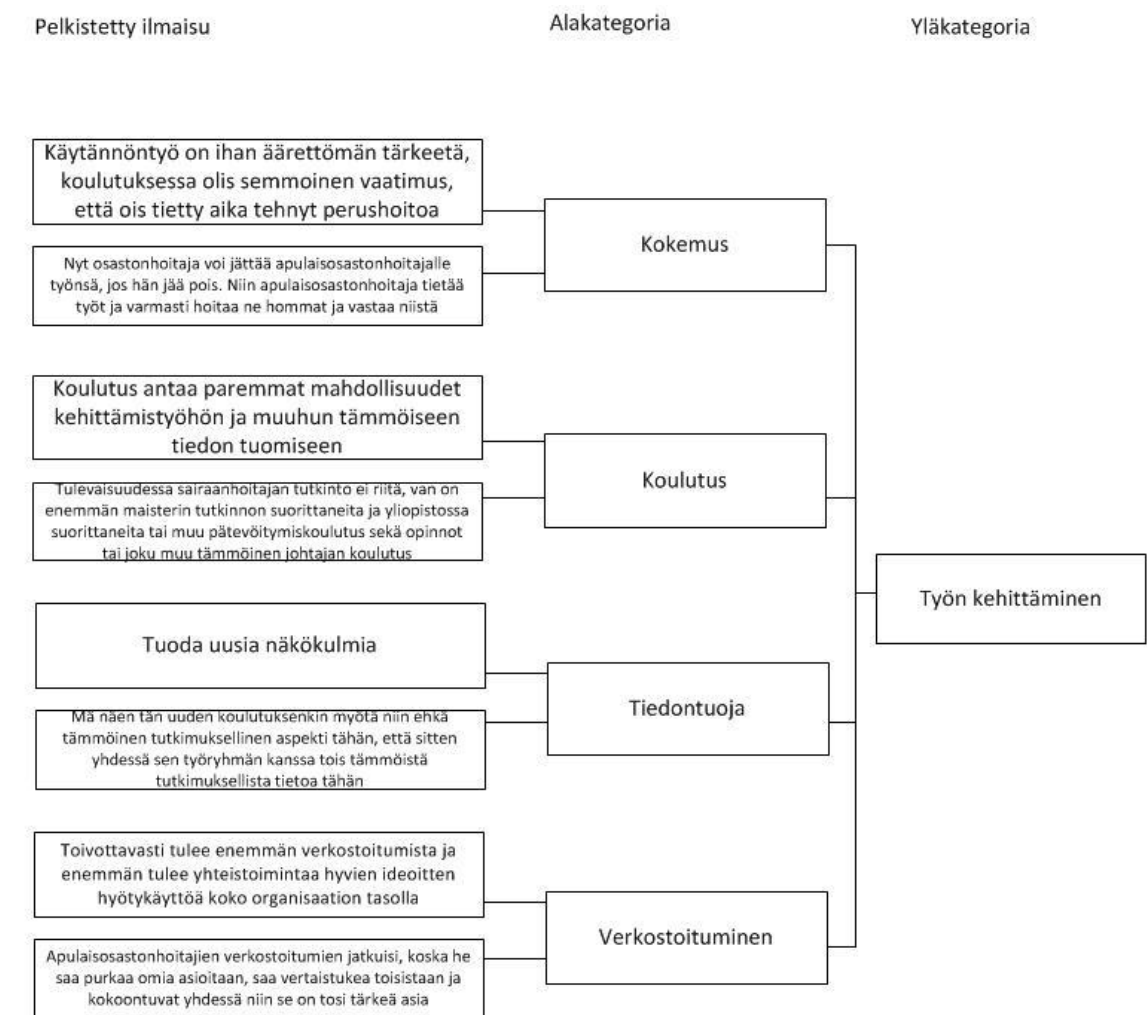 Pelkistetty ilmaisu
Alakategoria
Yläkategoria
Käytännöntyö on ihan äärettömän tärkeetä,
koulutuksessa olis semmoinen vaatimus,
että ois tietty aika tehnyt perushoitoa
Nyt osastonhoitaja voi jättää apulaisosastonhoitajalle
työnsä, jos hän jää pois. Niin apulaisosastonhoitaja tietää
työt ja varmasti hoitaa ne hommat ja vastaa niistä
Kokemus
Koulutus antaa paremmat mahdollisuudet
kehittämistyöhön ja muuhun tämmöiseen
tiedon tuomiseen
Tulevaisuudessa sairaanhoitajan tutkinto ei riitä, van on
enemmän maisterin tutkinnon suorittaneita ja yliopistossa
suorittaneita tai muu pätevöitymiskoulutus sekä opinnot
tai joku muu tämmöinen johtajan koulutus
Koulutus
Tuoda uusia näkökulmia
Mä näen tän uuden koulutuksenkin myötä niin ehkä
tämmöinen tutkimuksellinen aspekti tähän, että sitten
yhdessä sen työryhmän kanssa tois tämmöistä
tutkimuksellista tietoa tähän
Tiedontuoja
Toivottavasti tulee enemmän verkostoitumista ja
enemmän tulee yhteistoimintaa hyvien ideoitten
hyötykäyttöä koko organisaation tasolla
Apulaisosastonhoitajien verkostoitumien jatkuisi, koska he
saa purkaa omia asioitaan, saa vertaistukea toisistaan ja
kokoontuvat yhdessä niin se on tosi tärkeä asia
Verkostoituminen
Työn kehittäminen